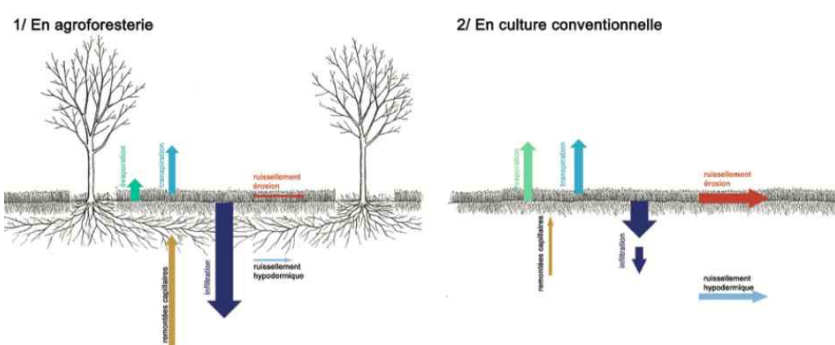 1/ En agroforesterie
2/ En culture conventionnelle
évaporation
transpiration
ruissellement
érosion
infiltration
ruissellement
hypodermique
remontées capillaires
évaporation
transpiration
ruissellement
érosion
remontées capillaires
infiltration
ruissellement
hypodermique